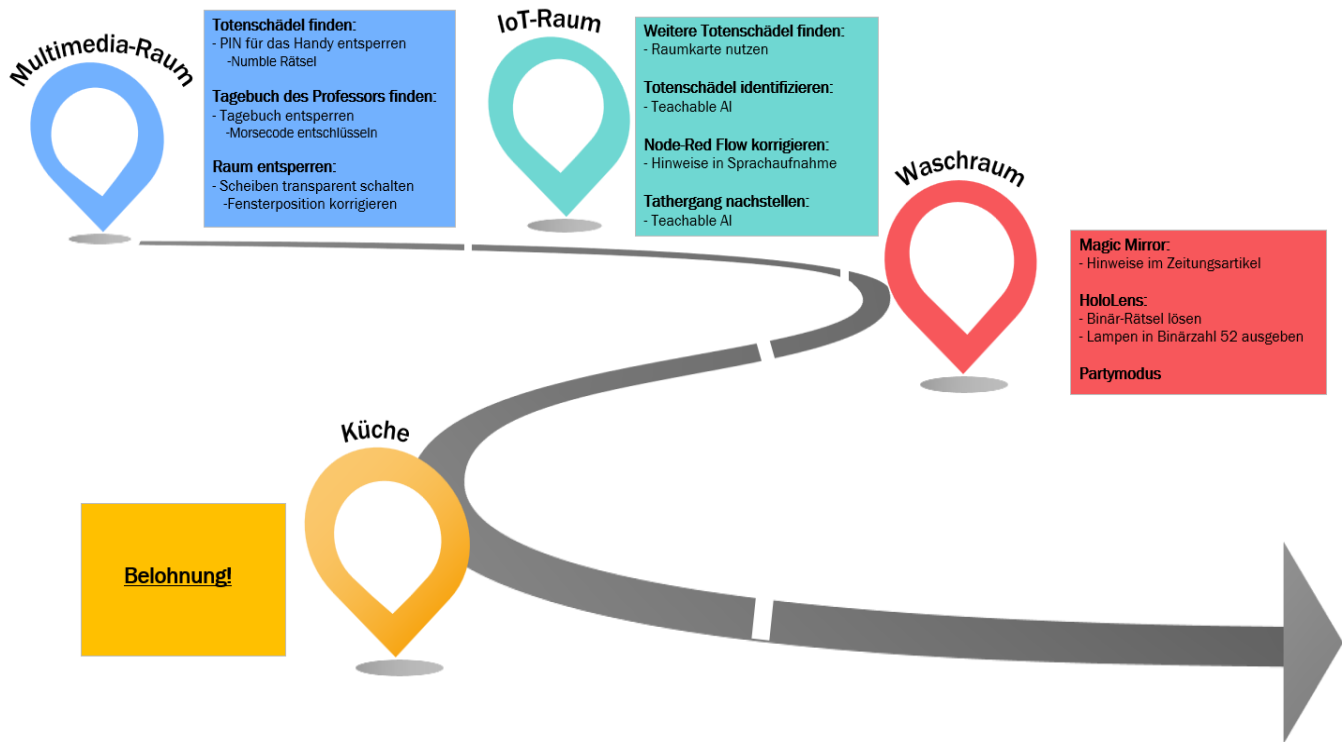 Multimedia-Raum
Totenschädel finden:
- PIN für das Handy entsperren
-Numble Rätsel
Tagebuch des Professors finden:
- Tagebuch entsperren
-Morsecode entschlüsseln
Raum entsperren:
- Scheiben transparent schalten
-Fensterposition korrigieren
IoT-Raum
Weitere Totenschädel finden:
- Raumkarte nutzen
Totenschädel identifizieren:
- Teachable AI
Node-Red Flow korrigieren:
- Hinweise in Sprachaufnahme
Tathergang nachstellen:
- Teachable AI
Waschraum
Magic Mirror:
- Hinweise im Zeitungsartikel
HoloLens:
- Binär-Rätsel lösen
- Lampen in Binärzahl 52 ausgeben
Partymodus
Küche
Belohnung!